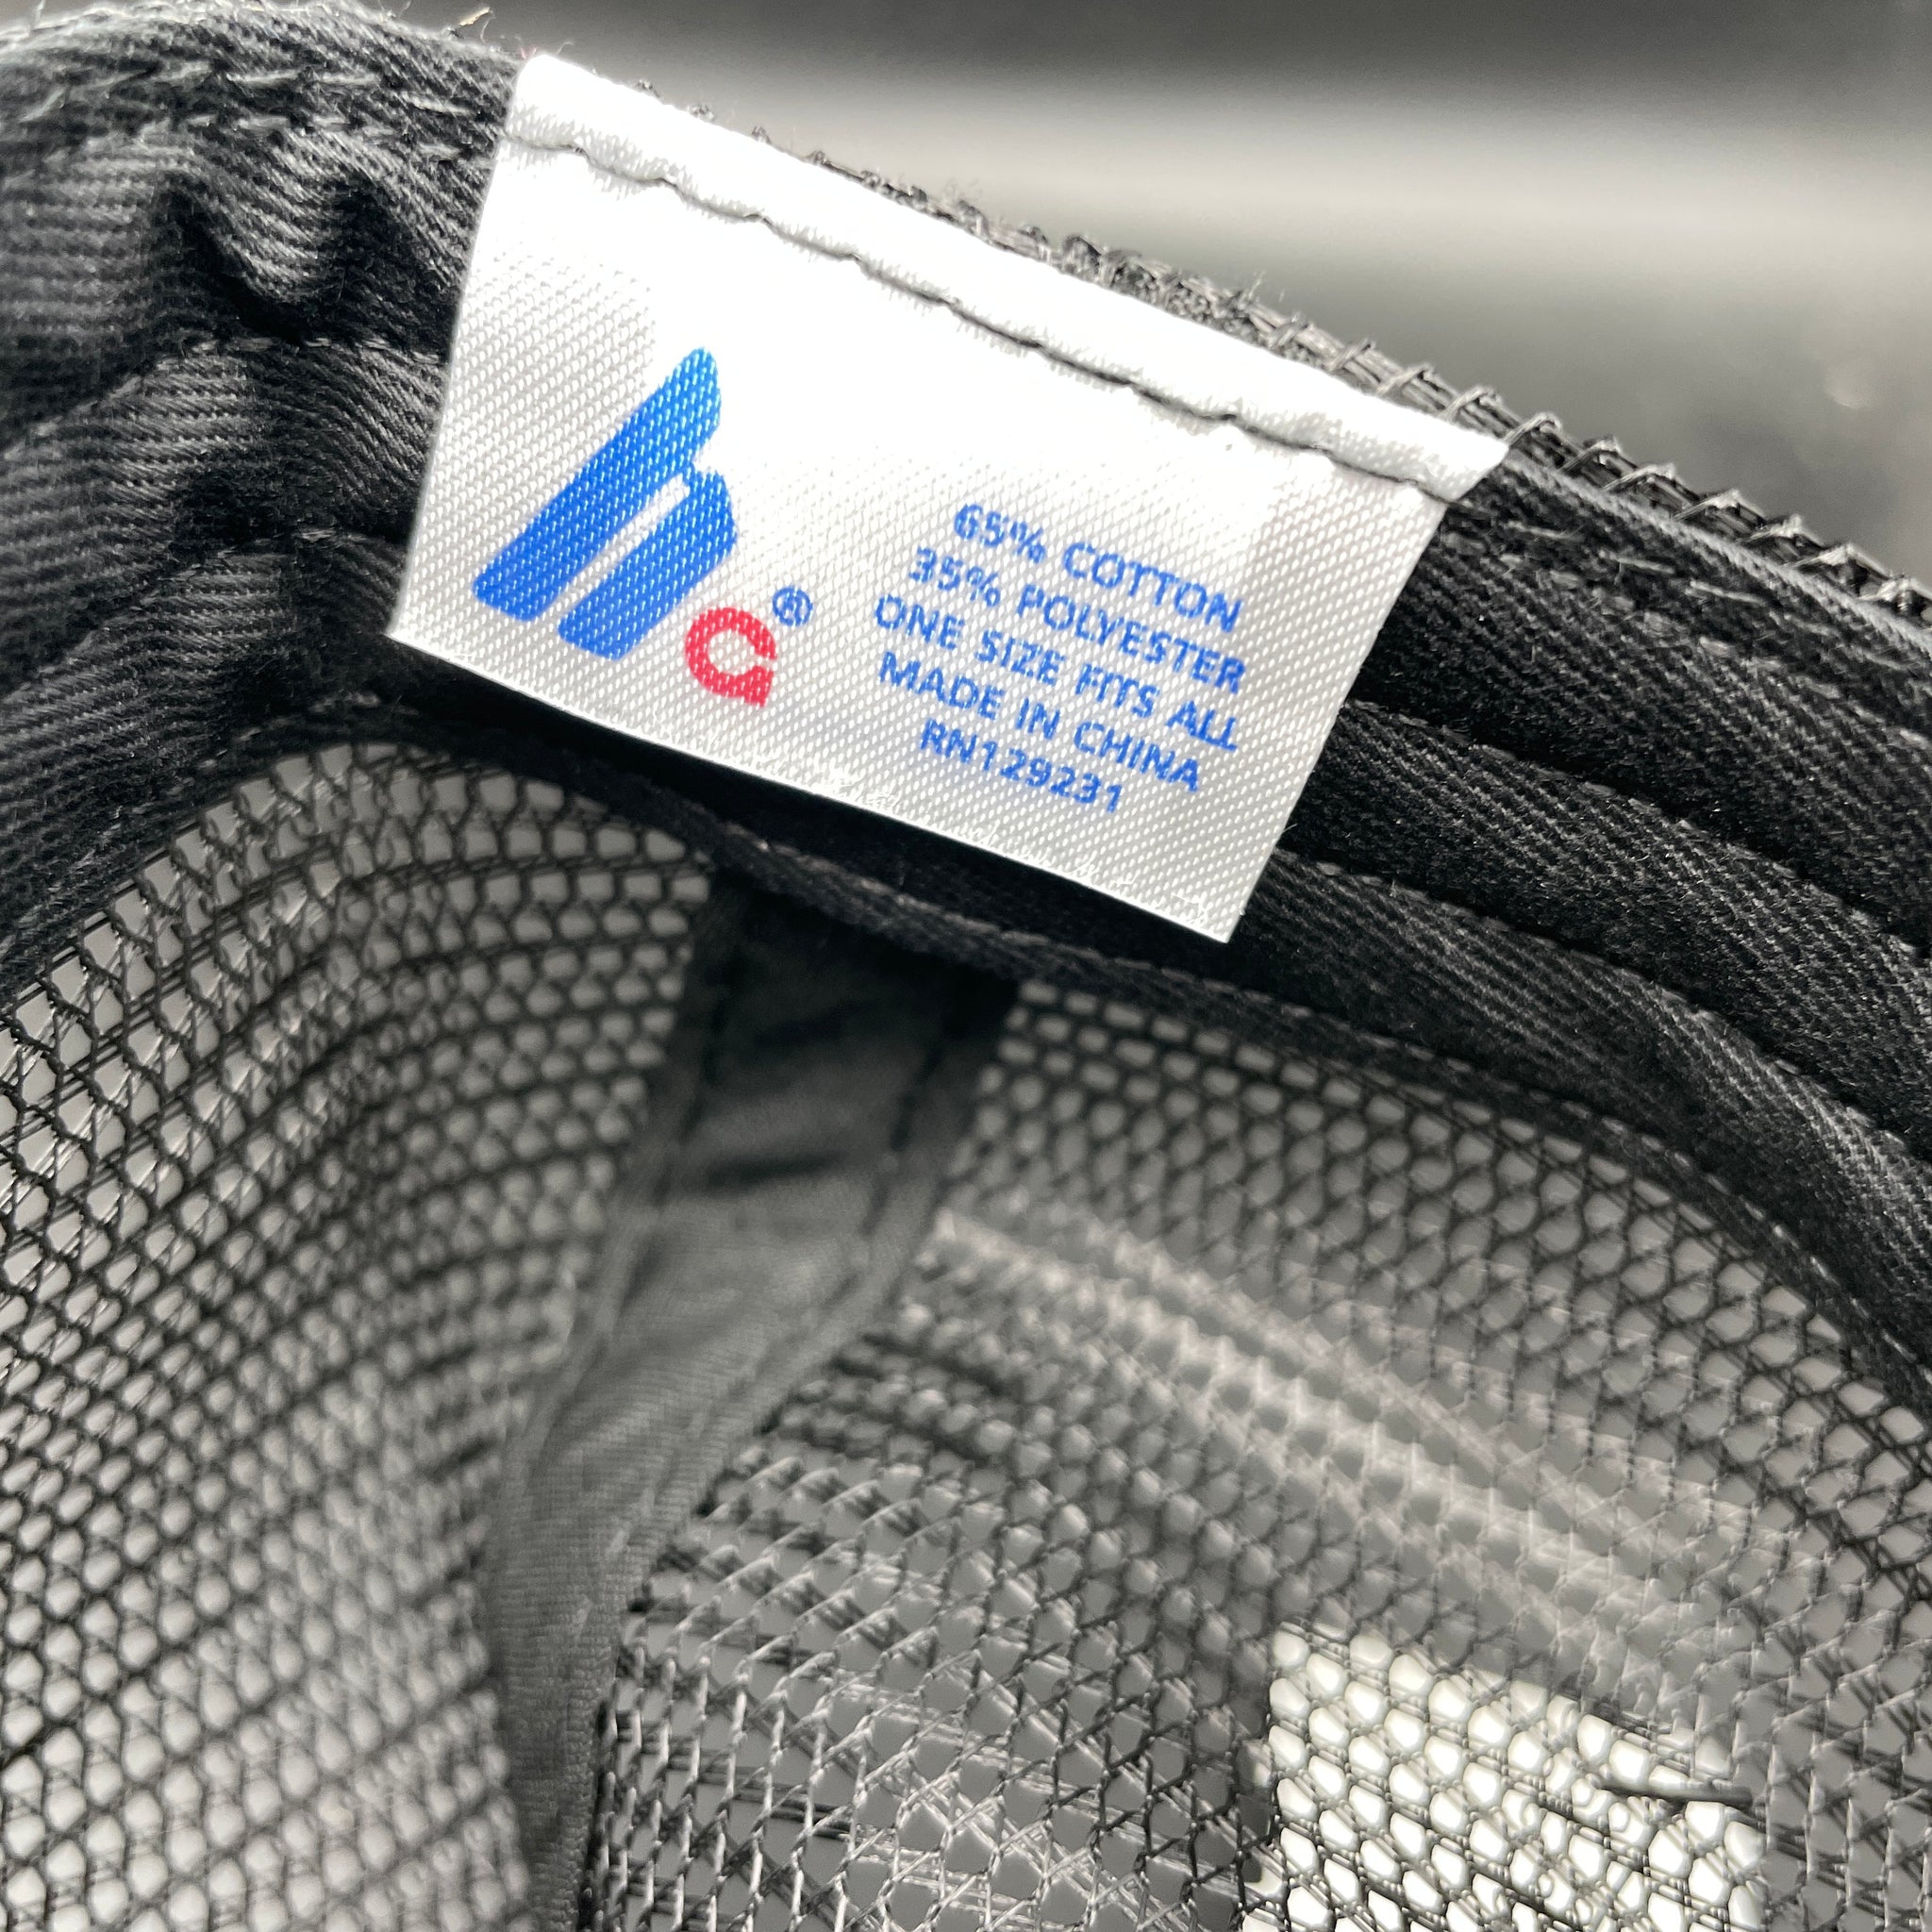 G®
65% COTTON
35% POLYESTER
ONE SIZE FITS ALL
MADE IN CHINA
RN129231